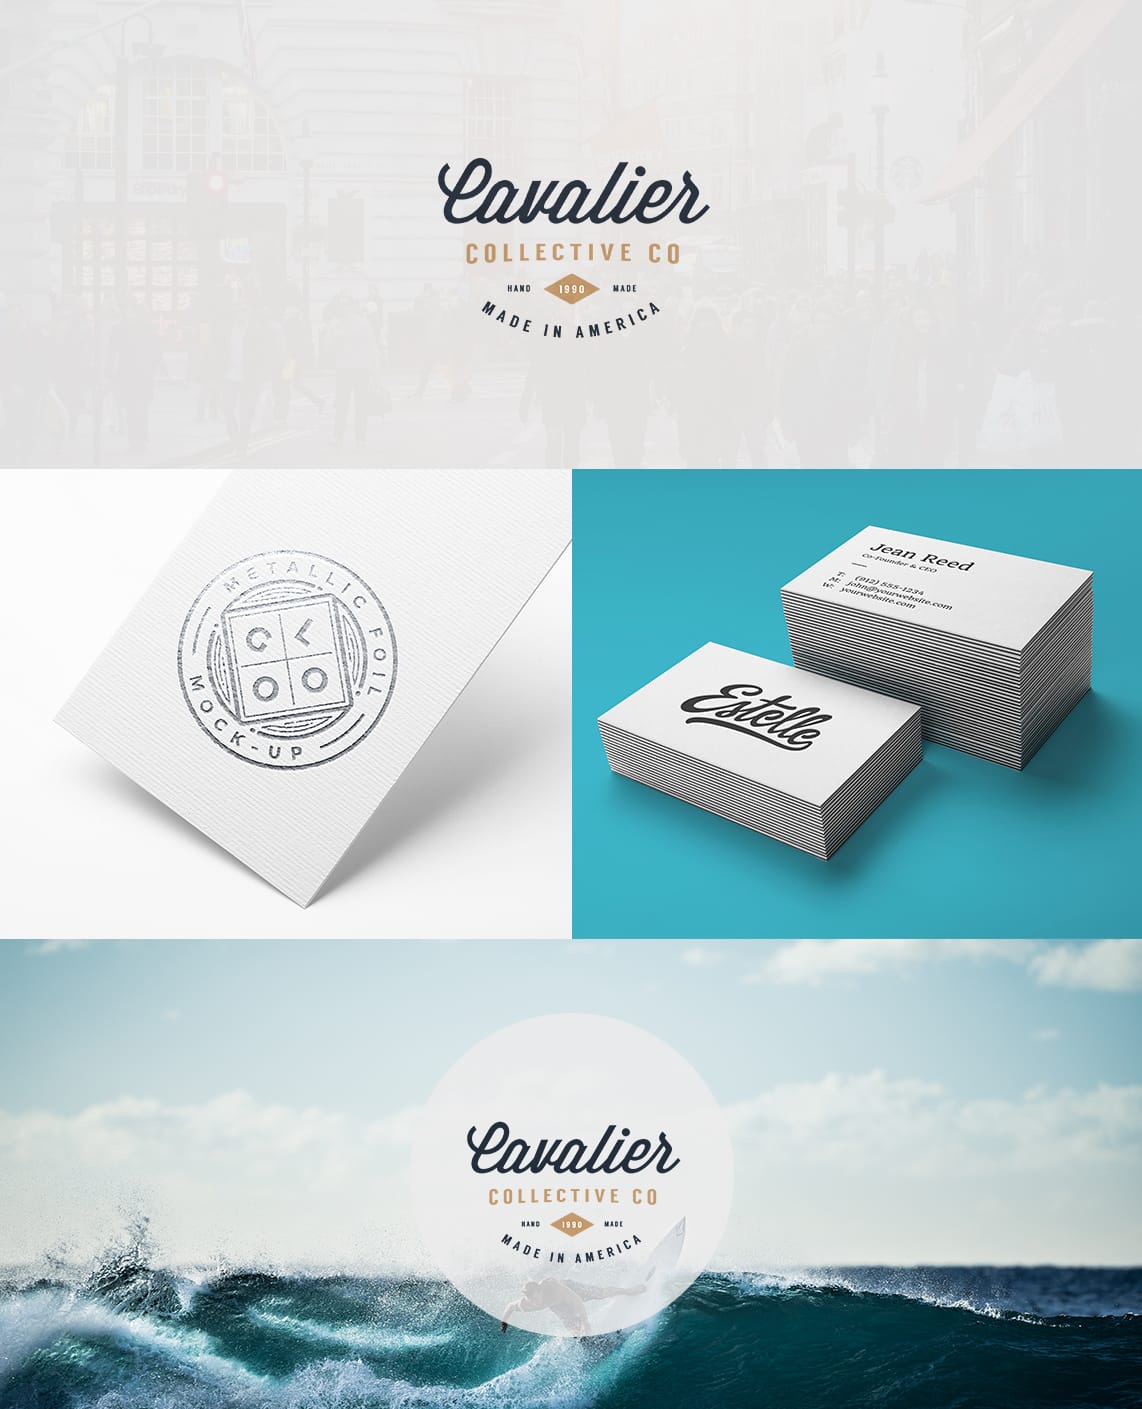 Cavalier
COLLECTIVE CO
HAND 1990 MADE
MADE IN AMERICA
METALLIC FOIL
MOCK-UP
C L
O O
Jean Reed
Co-Founder & CEO
T: (912) 555-1234
M: john@yourwebsite.com
W: yourwebsite.com
Estelle
Cavalier
COLLECTIVE CO
HAND 1990 MADE
MADE IN AMERICA